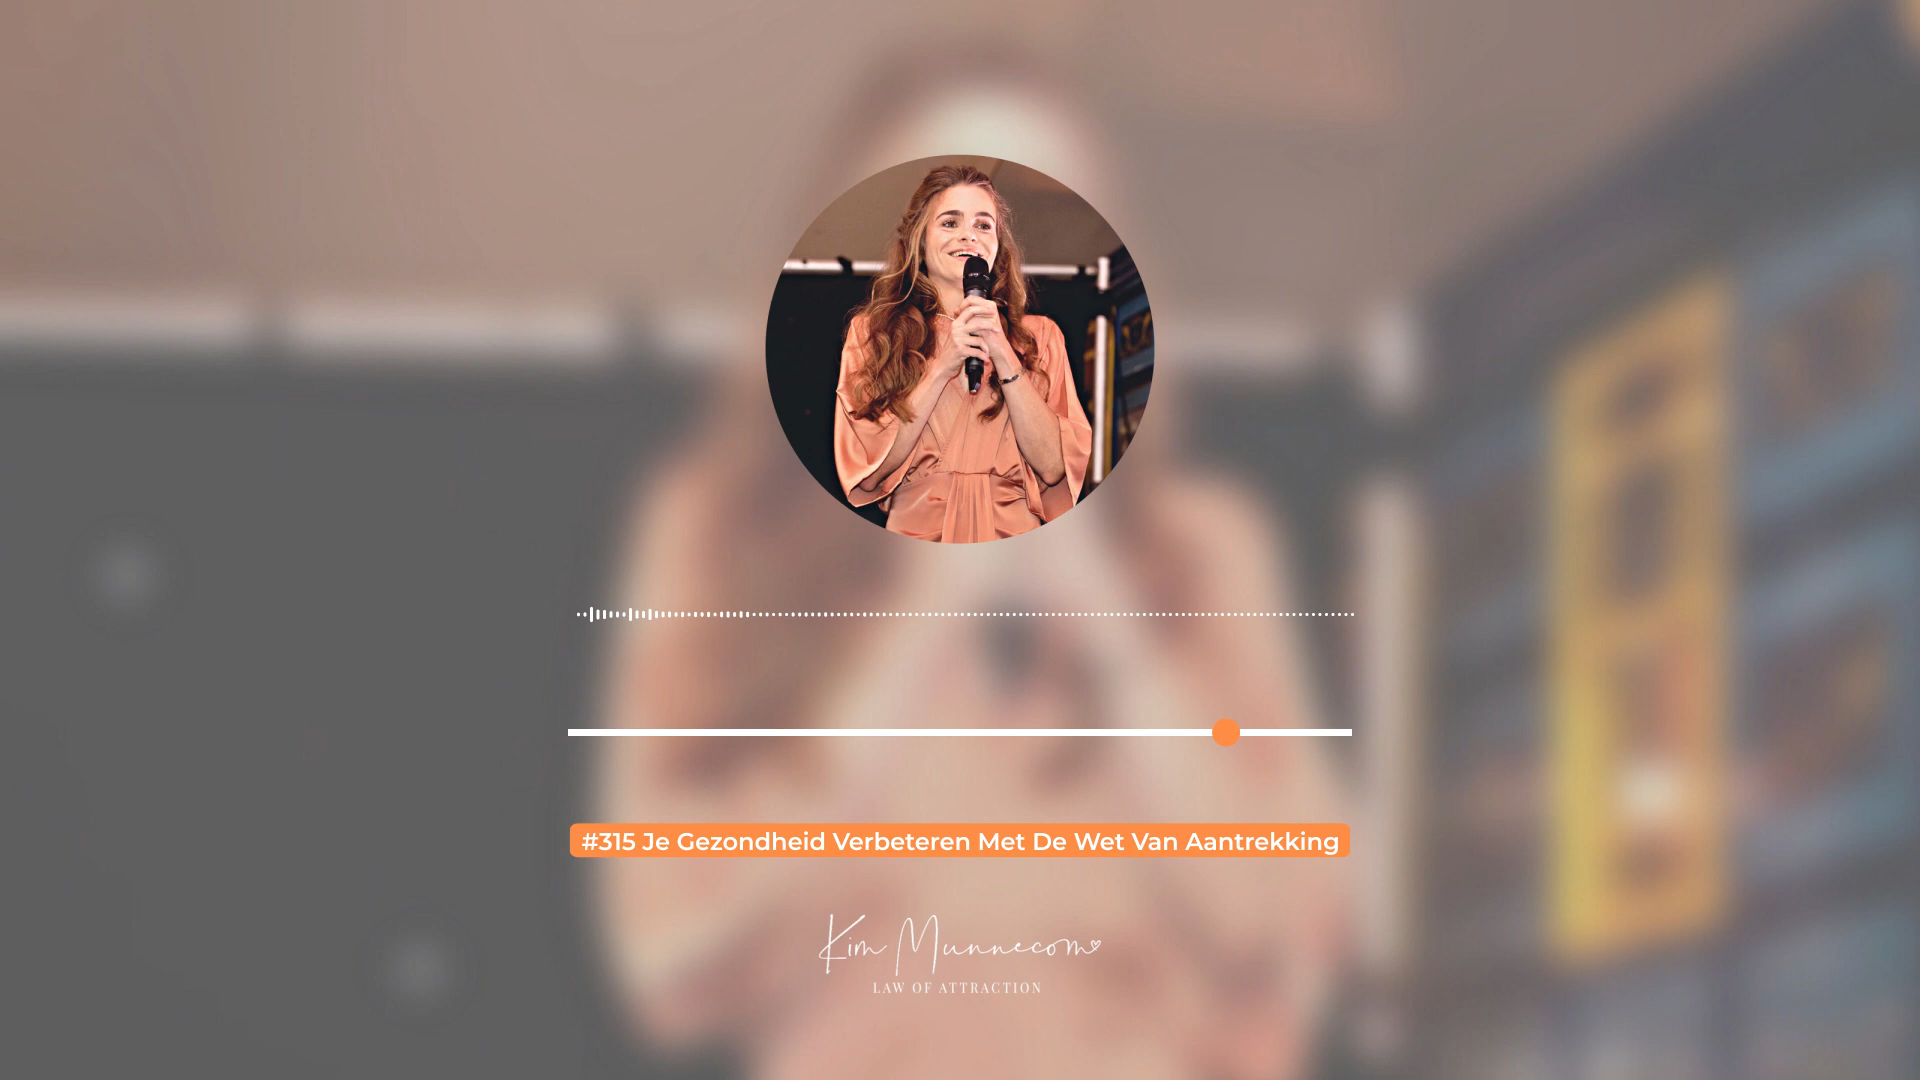 #315 Je Gezondheid Verbeteren Met De Wet Van Aantrekking
Kim Munnecom
LAW OF ATTRACTION